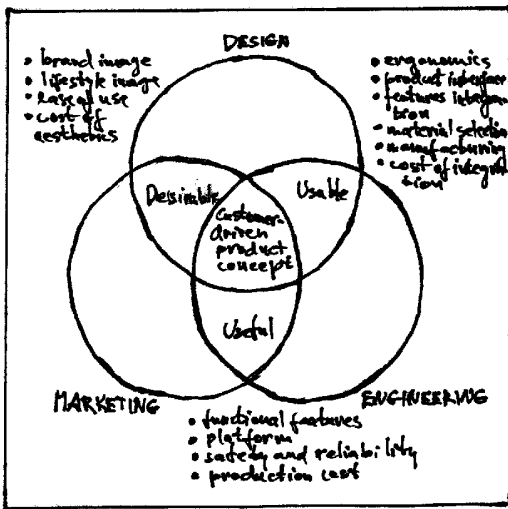 DESIGN
• brand image
• lifestyle image
• ease of use
• cost of
aesthetics
• ergonomics
• product interface
• features integra-
tion
• material selection
• manufacturing
• cost of integra-
tion
Dessirable
Usable
Customer-
driven
product
concept
Useful
MARKETING
ENGINEERING
• functional features
• platform
• safety and reliability
• production cost